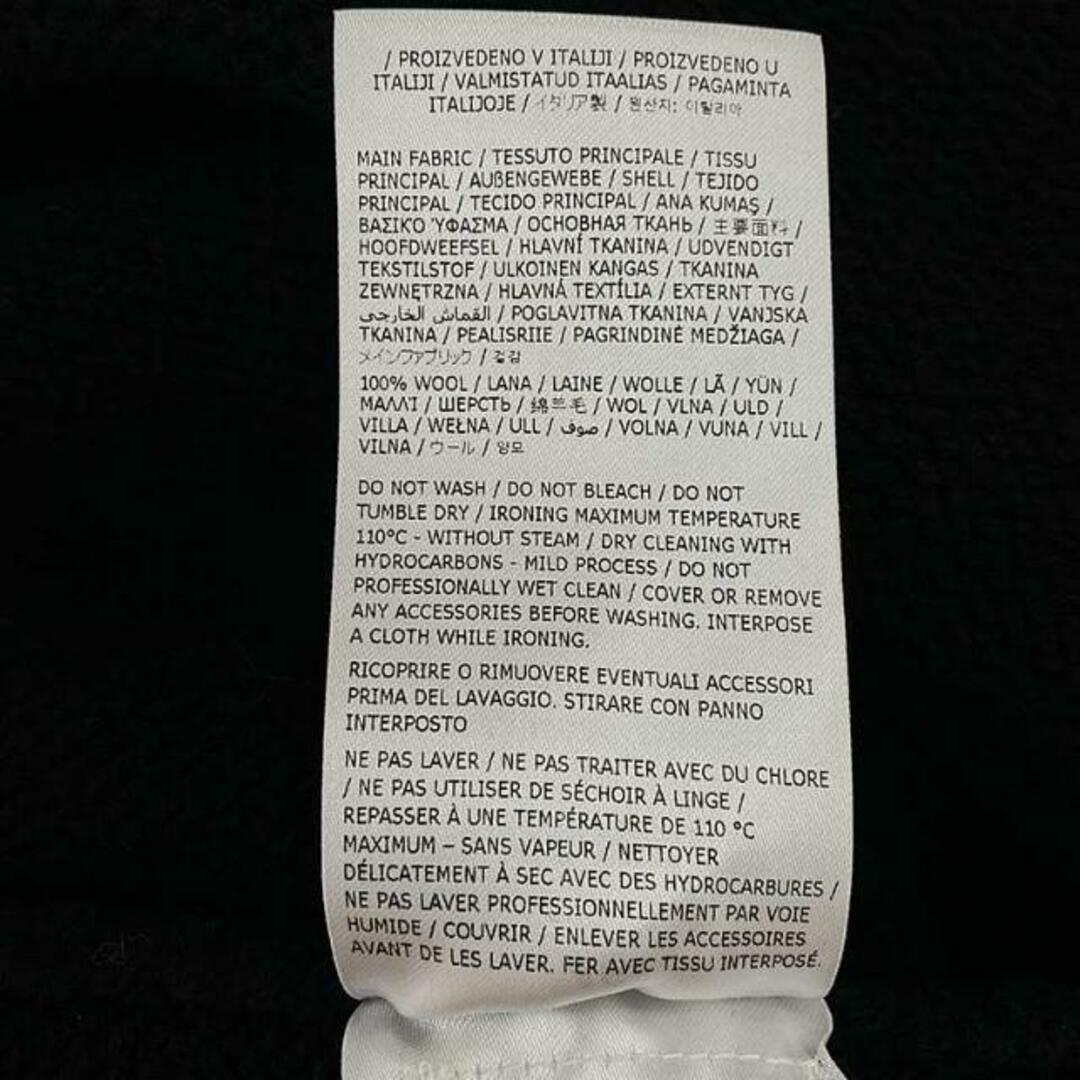 / PROIZVEDENO V ITALIJI / PROIZVEDENO U
ITALIJI / VALMISTATUD ITAALIAS / PAGAMINTA
ITALIJOJE / イタリア製 / 원산지: 이탈리아
MAIN FABRIC / TESSUTO PRINCIPALE / TISSU
PRINCIPAL / AUßENGEWEBE / SHELL / TEJIDO
PRINCIPAL / TECIDO PRINCIPAL / ANA KUMAŞ /
ΒΑΣΙΚΌ ΎΦΑΣΜΑ / ОСНОВНАЯ ТКАНЬ / 主要面料 /
HOOFDWEEFSEL / HLAVNÍ TKANINA / UDVENDIGT
TEKSTILSTOF / ULKOINEN KANGAS / TKANINA
ZEWNĘTRZNA / HLAVNÁ TEXTÍLIA / EXTERNT TYG /
القماش الخارجي / POGLAVITNA TKANINA / VANJSKA
TKANINA / PEALISRIIE / PAGRINDINĖ MEDŽIAGA /
メインファブリック / 겉감
100% WOOL / LANA / LAINE / WOLLE / LÃ / YÜN /
ΜΑΛΛΊ / ШЕРСТЬ / 绵羊毛 / WOL / VLNA / ULD /
VILLA / WEŁNA / ULL / صوف / VOLNA / VUNA / VILL /
VILNA / ウール / 양모
DO NOT WASH / DO NOT BLEACH / DO NOT
TUMBLE DRY / IRONING MAXIMUM TEMPERATURE
110°C - WITHOUT STEAM / DRY CLEANING WITH
HYDROCARBONS - MILD PROCESS / DO NOT
PROFESSIONALLY WET CLEAN / COVER OR REMOVE
ANY ACCESSORIES BEFORE WASHING. INTERPOSE
A CLOTH WHILE IRONING.
RICOPRIRE O RIMUOVERE EVENTUALI ACCESSORI
PRIMA DEL LAVAGGIO. STIRARE CON PANNO
INTERPOSTO
NE PAS LAVER / NE PAS TRAITER AVEC DU CHLORE
/ NE PAS UTILISER DE SÉCHOIR À LINGE /
REPASSER À UNE TEMPÉRATURE DE 110 °C
MAXIMUM – SANS VAPEUR / NETTOYER
DÉLICATEMENT À SEC AVEC DES HYDROCARBURES /
NE PAS LAVER PROFESSIONNELLEMENT PAR VOIE
HUMIDE / COUVRIR / ENLEVER LES ACCESSOIRES
AVANT DE LES LAVER. FER AVEC TISSU INTERPOSÉ.